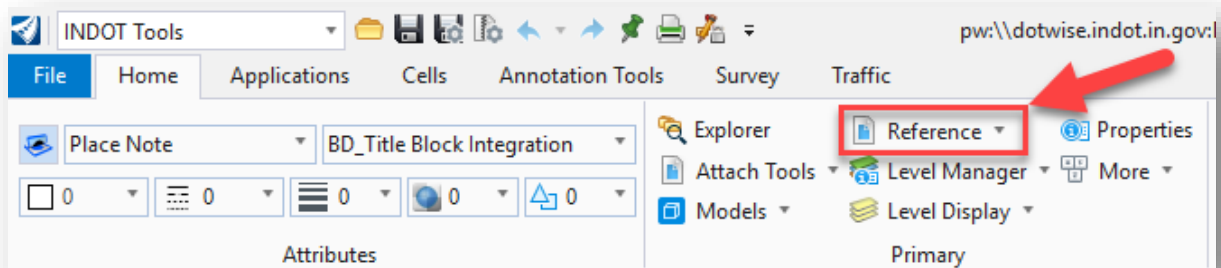 INDOT Tools pw:\\dotwise.indot.in.gov:
File Home Applications Cells Annotation Tools Survey Traffic
Place Note BD_Title Block Integration Explorer Reference Properties
Attach Tools Level Manager More
0 0 0 0 0 Models Level Display
Attributes Primary